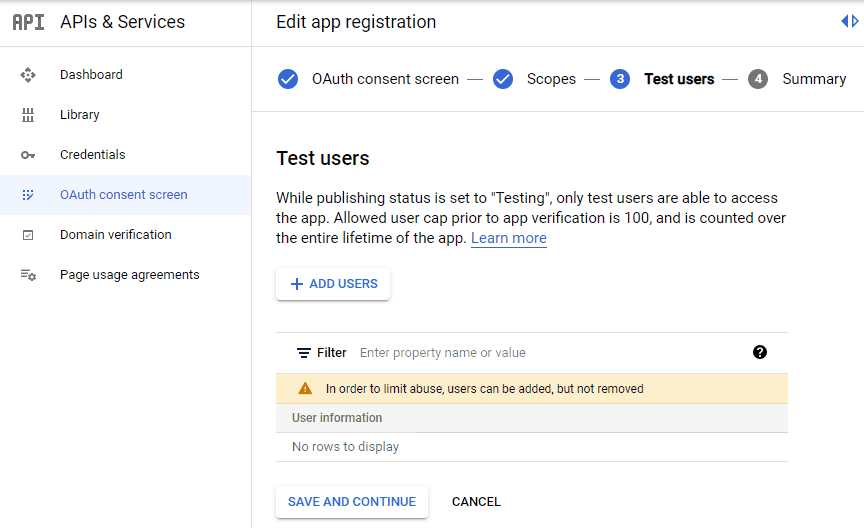 API APIs & Services
Edit app registration
Dashboard
Library
Credentials
OAuth consent screen
Domain verification
Page usage agreements
OAuth consent screen — Scopes — 3 Test users — 4 Summary
Test users
While publishing status is set to "Testing", only test users are able to access
the app. Allowed user cap prior to app verification is 100, and is counted over
the entire lifetime of the app. Learn more
+ ADD USERS
Filter Enter property name or value ?
In order to limit abuse, users can be added, but not removed
User information
No rows to display
SAVE AND CONTINUE CANCEL